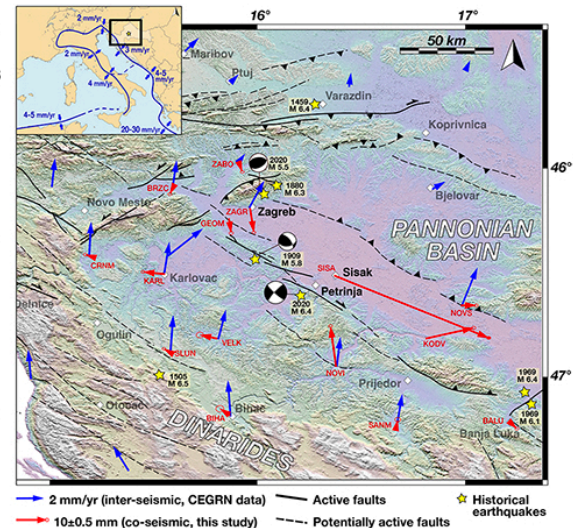 16°
17°
2 mm/yr
2 mm/yr
3 mm/yr
4 mm/yr
4-5 mm/yr
4-5 mm/yr
20-30 mm/yr
Maribov
Ptuj
50 km
1459
M 6.4
Varazdin
Koprivnica
46°
ZABO
2020
M 5.5
BRZC
1880
M 6.3
Bjelovar
Novo Mesto
ZAGR
Zagreb
GEOM
PANNONIAN
BASIN
1909
M 5.8
CRNM
KARL
Karlovac
SISA
Sisak
Petrinja
2020
M 6.4
NOVS
Delnice
Ogulin
VELK
KODV
SLUN
NOVI
47°
1505
M 6.5
Prijedor
1969
M 6.4
Otocac
BIHA
Bihac
1969
M 6.1
SANM
BALU
Banja Luka
DINARIDES
2 mm/yr (inter-seismic, CEGRN data)
Active faults
Historical
earthquakes
10±0.5 mm (co-seismic, this study)
Potentially active faults